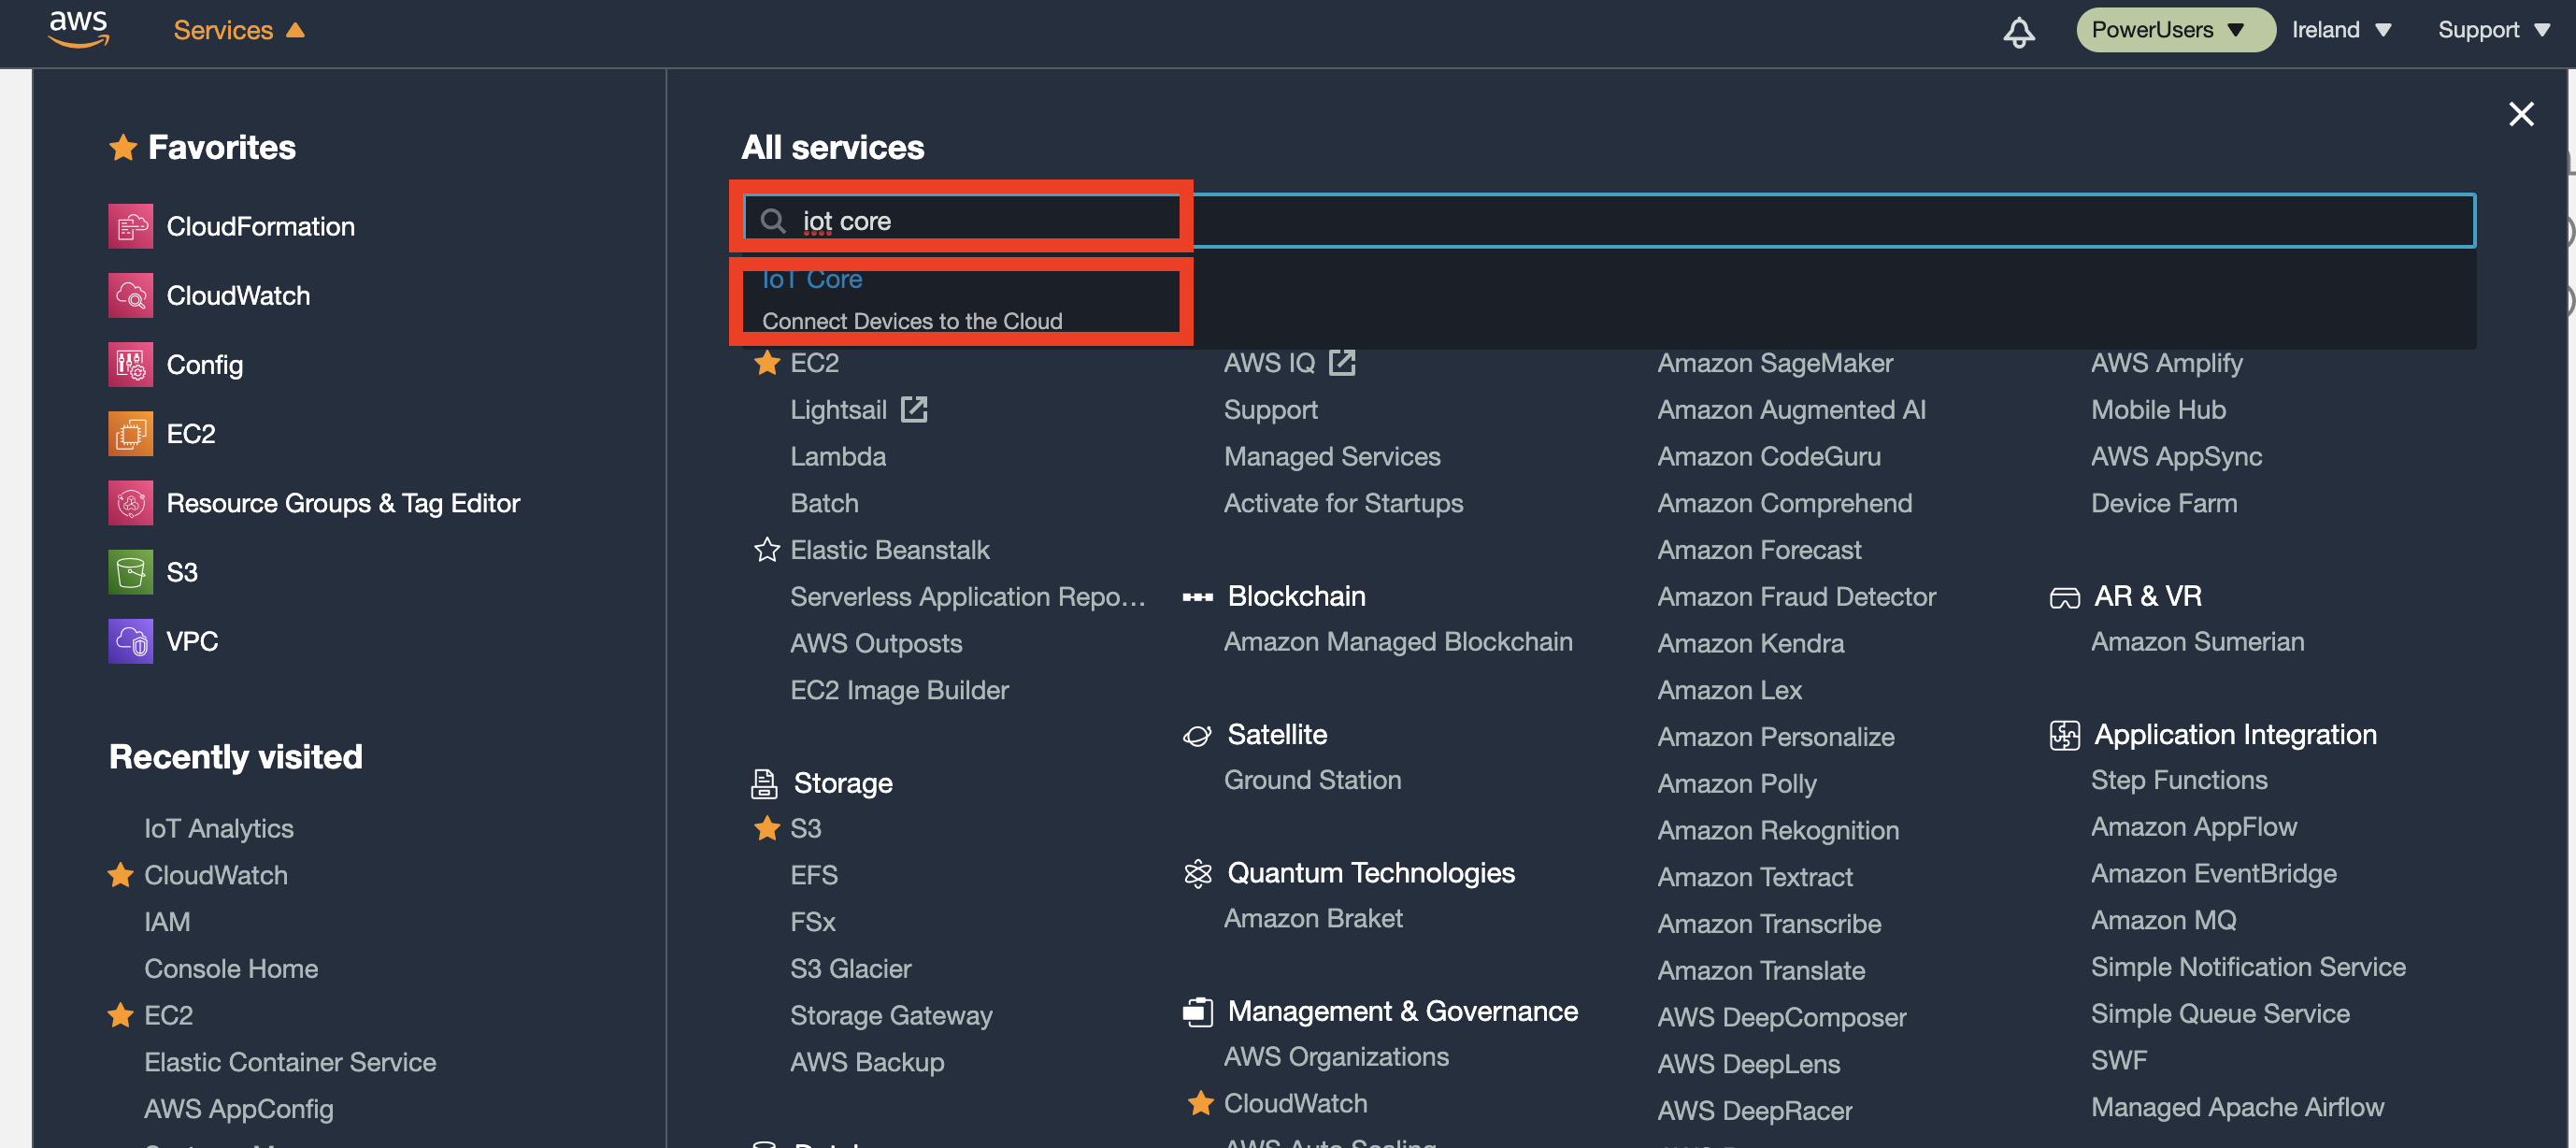 aws
Services
PowerUsers
Ireland
Support
Favorites
CloudFormation
CloudWatch
Config
EC2
Resource Groups & Tag Editor
S3
VPC
Recently visited
IoT Analytics
CloudWatch
IAM
Console Home
EC2
Elastic Container Service
AWS AppConfig
All services
iot core
IoT Core
Connect Devices to the Cloud
EC2
Lightsail
Lambda
Batch
Elastic Beanstalk
Serverless Application Repo...
AWS Outposts
EC2 Image Builder
Storage
S3
EFS
FSx
S3 Glacier
Storage Gateway
AWS Backup
AWS IQ
Support
Managed Services
Activate for Startups
Blockchain
Amazon Managed Blockchain
Satellite
Ground Station
Quantum Technologies
Amazon Braket
Management & Governance
AWS Organizations
CloudWatch
AWS Auto Scaling
Amazon SageMaker
Amazon Augmented AI
Amazon CodeGuru
Amazon Comprehend
Amazon Forecast
Amazon Fraud Detector
Amazon Kendra
Amazon Lex
Amazon Personalize
Amazon Polly
Amazon Rekognition
Amazon Textract
Amazon Transcribe
Amazon Translate
AWS DeepComposer
AWS DeepLens
AWS DeepRacer
AWS Amplify
Mobile Hub
AWS AppSync
Device Farm
AR & VR
Amazon Sumerian
Application Integration
Step Functions
Amazon AppFlow
Amazon EventBridge
Amazon MQ
Simple Notification Service
Simple Queue Service
SWF
Managed Apache Airflow